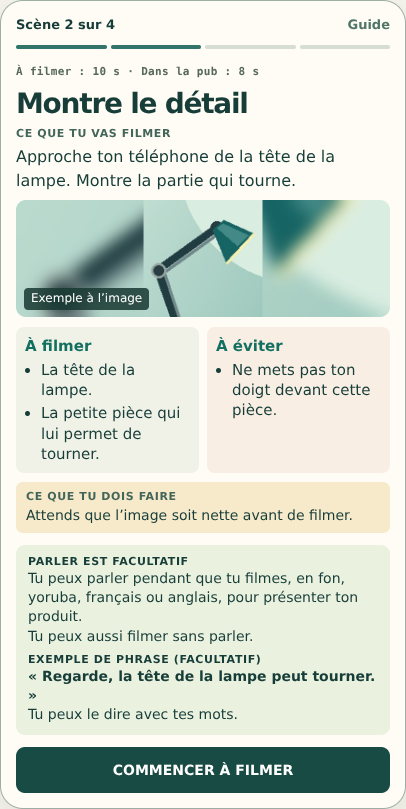 Scène 2 sur 4
Guide
À filmer : 10 s · Dans la pub : 8 s
Montre le détail
CE QUE TU VAS FILMER
Approche ton téléphone de la tête de la
lampe. Montre la partie qui tourne.
Exemple à l’image
À filmer
• La tête de la
lampe.
• La petite pièce qui
lui permet de
tourner.
À éviter
• Ne mets pas ton
doigt devant cette
pièce.
CE QUE TU DOIS FAIRE
Attends que l’image soit nette avant de filmer.
PARLER EST FACULTATIF
Tu peux parler pendant que tu filmes, en fon,
yoruba, français ou anglais, pour présenter ton
produit.
Tu peux aussi filmer sans parler.
EXEMPLE DE PHRASE (FACULTATIF)
« Regarde, la tête de la lampe peut tourner.
»
Tu peux le dire avec tes mots.
COMMENCER À FILMER